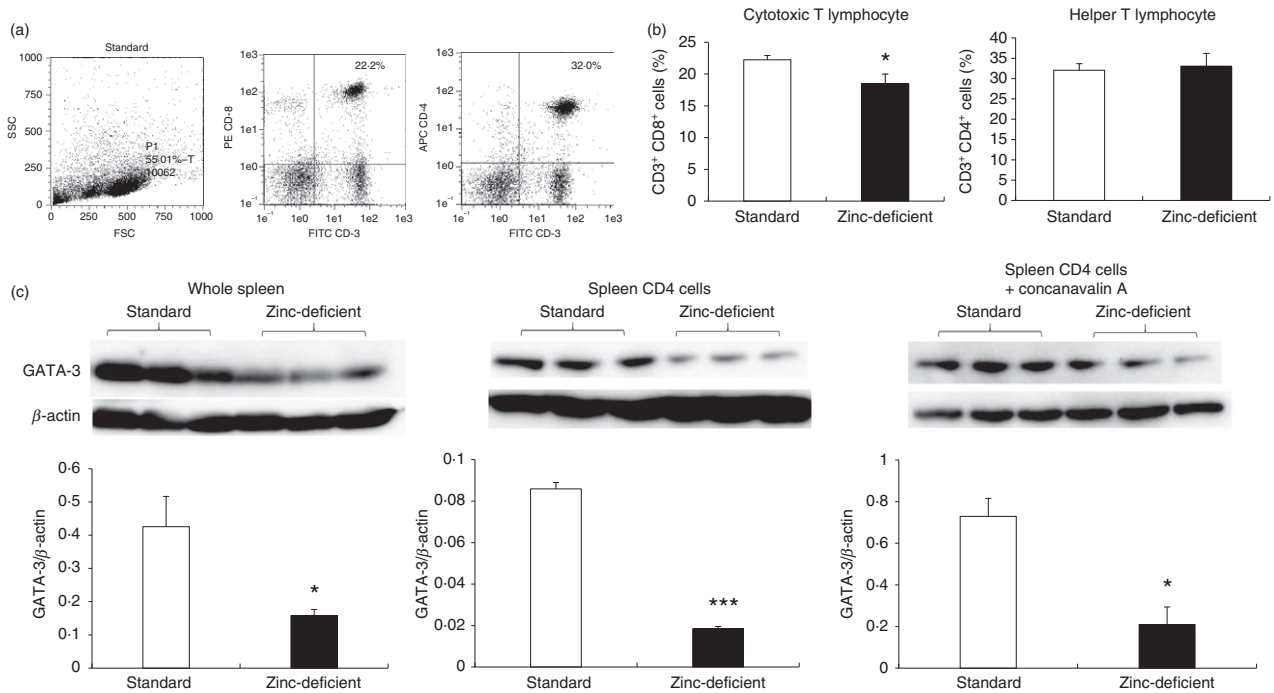 (a)
Standard
1000
750
500
250
0
SSC
P1
55·01%–T
10062
0 250 500 750 1000
FSC
1e3
1e2
1e1
1e0
1e⁻¹
PE CD-8
22·2%
1e⁻¹ 1e0 1e1 1e2 1e3
FITC CD-3
1e3
1e2
1e1
1e0
1e⁻¹
APC CD-4
32·0%
1e⁻¹ 1e0 1e1 1e2 1e3
FITC CD-3
(b)
Cytotoxic T lymphocyte
CD3⁺ CD8⁺ cells (%)
25
20
15
10
5
0
*
Standard Zinc-deficient
Helper T lymphocyte
CD3⁺ CD4⁺ cells (%)
40
35
30
25
20
15
10
5
0
Standard Zinc-deficient
(c)
Whole spleen
Standard Zinc-deficient
Spleen CD4 cells
Standard Zinc-deficient
Spleen CD4 cells
+ concanavalin A
Standard Zinc-deficient
GATA-3
β-actin
GATA-3/β-actin
0·6
0·5
0·4
0·3
0·2
0·1
0
*
Standard Zinc-deficient
GATA-3/β-actin
0·1
0·08
0·06
0·04
0·02
0
***
Standard Zinc-deficient
GATA-3/β-actin
1
0·8
0·6
0·4
0·2
0
*
Standard Zinc-deficient